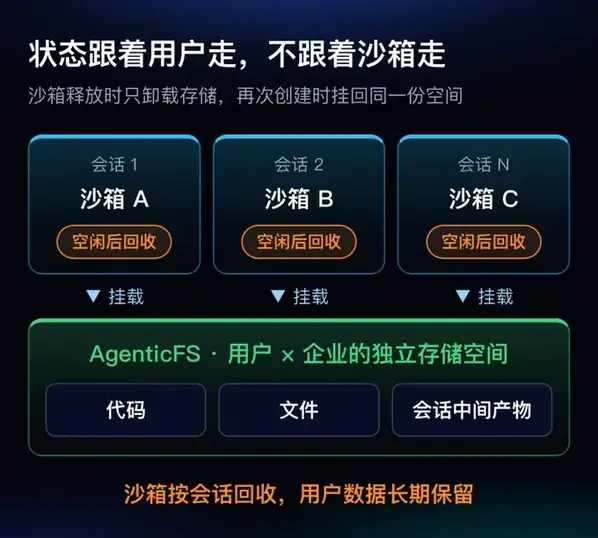 状态跟着用户走，不跟着沙箱走
沙箱释放时只卸载存储，再次创建时挂回同一份空间
会话 1
沙箱 A
空闲后回收
会话 2
沙箱 B
空闲后回收
会话 N
沙箱 C
空闲后回收
▼ 挂载
▼ 挂载
▼ 挂载
AgenticFS · 用户 × 企业的独立存储空间
代码
文件
会话中间产物
沙箱按会话回收，用户数据长期保留